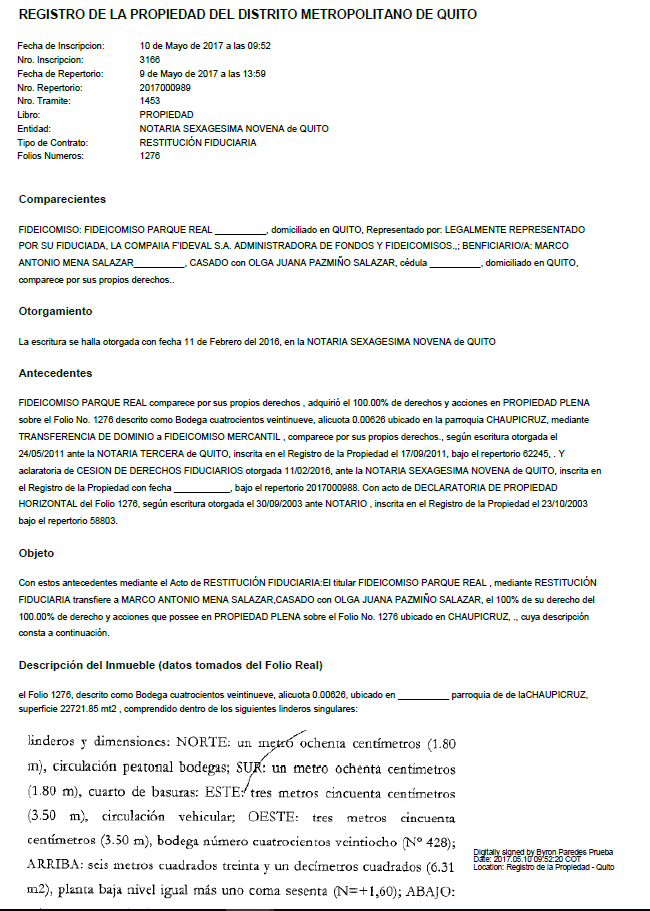 REGISTRO DE LA PROPIEDAD DEL DISTRITO METROPOLITANO DE QUITO
Fecha de Inscripcion: 10 de Mayo de 2017 a las 09:52
Nro. Inscripcion: 3166
Fecha de Repertorio: 9 de Mayo de 2017 a las 13:59
Nro. Repertorio: 2017000989
Nro. Tramite: 1453
Libro: PROPIEDAD
Entidad: NOTARIA SEXAGESIMA NOVENA de QUITO
Tipo de Contrato: RESTITUCIÓN FIDUCIARIA
Folios Numeros: 1276
Comparecientes
FIDEICOMISO: FIDEICOMISO PARQUE REAL __________, domiciliado en QUITO, Representado por: LEGALMENTE REPRESENTADO
POR SU FIDUCIADA, LA COMPAIIA F'IDEVAL S.A. ADMINISTRADORA DE FONDOS Y FIDEICOMISOS..; BENFICIARIO/A: MARCO
ANTONIO MENA SALAZAR__________, CASADO con OLGA JUANA PAZMIÑO SALAZAR, cédula __________, domiciliado en QUITO,
comparece por sus propios derechos..
Otorgamiento
La escritura se halla otorgada con fecha 11 de Febrero del 2016, en la NOTARIA SEXAGESIMA NOVENA de QUITO
Antecedentes
FIDEICOMISO PARQUE REAL comparece por sus propios derechos , adquirió el 100.00% de derechos y acciones en PROPIEDAD PLENA
sobre el Folio No. 1276 descrito como Bodega cuatrocientos veintinueve, alicuota 0.00626 ubicado en la parroquia CHAUPICRUZ, mediante
TRANSFERENCIA DE DOMINIO a FIDEICOMISO MERCANTIL , comparece por sus propios derechos., según escritura otorgada el
24/05/2011 ante la NOTARIA TERCERA de QUITO, inscrita en el Registro de la Propiedad el 17/09/2011, bajo el repertorio 62245, . Y
aclaratoria de CESION DE DERECHOS FIDUCIARIOS otorgada 11/02/2016, ante la NOTARIA SEXAGESIMA NOVENA de QUITO, inscrita en
el Registro de la Propiedad con fecha ___________, bajo el repertorio 2017000988. Con acto de DECLARATORIA DE PROPIEDAD
HORIZONTAL del Folio 1276, según escritura otorgada el 30/09/2003 ante NOTARIO , inscrita en el Registro de la Propiedad el 23/10/2003
bajo el repertorio 58803.
Objeto
Con estos antecedentes mediante el Acto de RESTITUCIÓN FIDUCIARIA:El titular FIDEICOMISO PARQUE REAL , mediante RESTITUCIÓN
FIDUCIARIA transfiere a MARCO ANTONIO MENA SALAZAR,CASADO con OLGA JUANA PAZMIÑO SALAZAR, el 100% de su derecho del
100.00% de derecho y acciones que possee en PROPIEDAD PLENA sobre el Folio No. 1276 ubicado en CHAUPICRUZ, ., cuya descripción
consta a continuación.
Descripción del Inmueble (datos tomados del Folio Real)
el Folio 1276, descrito como Bodega cuatrocientos veintinueve, alicuota 0.00626, ubicado en __________ parroquia de de laCHAUPICRUZ,
superficie 22721.85 mt2 , comprendido dentro de los siguientes linderos singulares:
linderos y dimensiones: NORTE: un metro ochenta centímetros (1.80
m), circulación peatonal bodegas; SUR: un metro ochenta centímetros
(1.80 m), cuarto de basuras: ESTE: tres metros cincuenta centímetros
(3.50 m), circulación vehicular; OESTE: tres metros cincuenta
centímetros (3.50 m), bodega número cuatrocientos veintiocho (Nº 428);
ARRIBA: seis metros cuadrados treinta y un decímetros cuadrados (6.31
m2), planta baja nivel igual más uno coma sesenta (N=+1,60); ABAJO:
Digitally signed by Byron Paredes Prueba
Date: 2017.05.10 09:52:20 COT
Location: Registro de la Propiedad - Quito